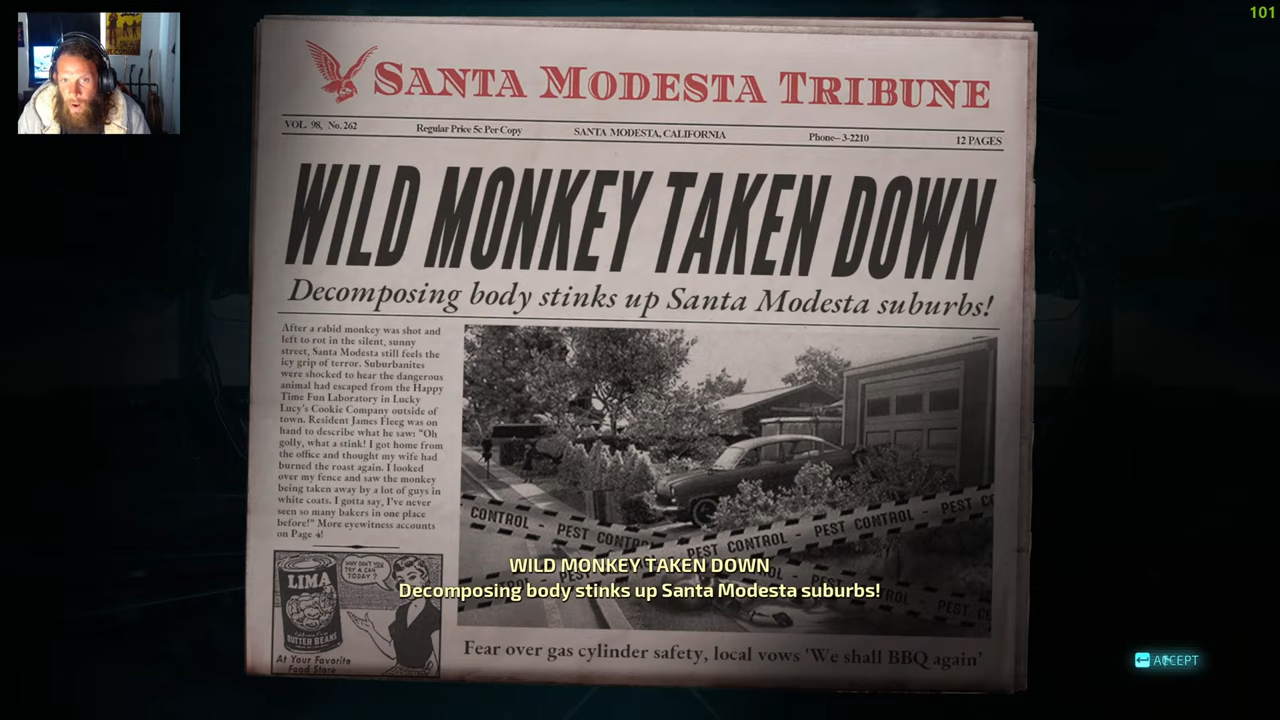 101
SANTA MODESTA TRIBUNE
VOL. 98, No. 262 Regular Price 5c Per Copy SANTA MODESTA, CALIFORNIA Phone—3-2210 12 PAGES
WILD MONKEY TAKEN DOWN
Decomposing body stinks up Santa Modesta suburbs!
After a rabid monkey was shot and
left to rot in the silent, sunny
street, Santa Modesta still feels the
icy grip of terror. Suburbanites
were shocked to hear the dangerous
animal had escaped from the Happy
Time Fun Laboratory in Lucky
Lucy's Cookie Company outside of
town. Resident James Fleeg was on
hand to describe what he saw: "Oh
golly, what a stink! I got home from
the office and thought my wife had
burned the roast again. I looked
over my fence and saw the monkey
being taken away by a lot of guys in
white coats. I gotta say, I've never
seen so many bakers in one place
before!" More eyewitness accounts
on Page 4!
CONTROL - PEST CONTROL
PEST CONTROL - PEST CONTROL - PEST C
WILD MONKEY TAKEN DOWN
Decomposing body stinks up Santa Modesta suburbs!
WHY DON'T YOU
TRY A CAN
TODAY?
LIMA
BUTTER BEANS
At Your Favorite
Food Store
Fear over gas cylinder safety, local vows 'We shall BBQ again'
ACCEPT